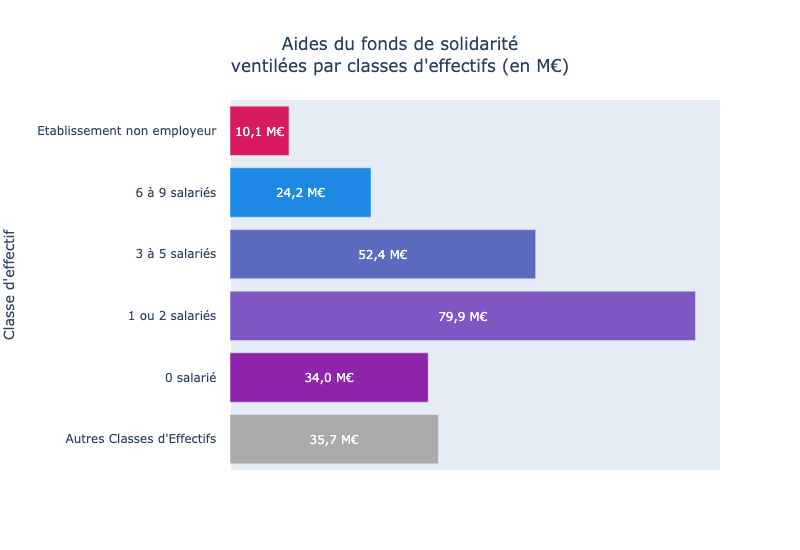 Aides du fonds de solidarité
ventilées par classes d'effectifs (en M€)
Classe d'effectif
Etablissement non employeur
10,1 M€
6 à 9 salariés
24,2 M€
3 à 5 salariés
52,4 M€
1 ou 2 salariés
79,9 M€
0 salarié
34,0 M€
Autres Classes d'Effectifs
35,7 M€